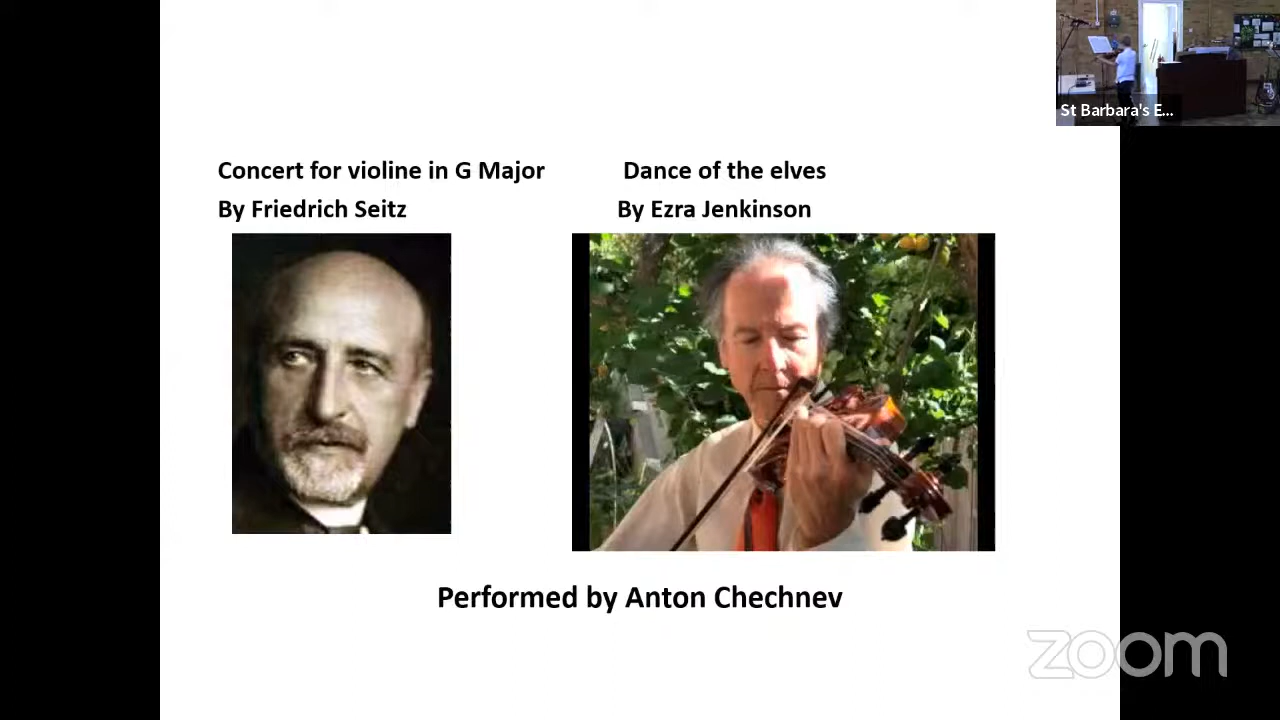 St Barbara's E...
Concert for violine in G Major
By Friedrich Seitz
Dance of the elves
By Ezra Jenkinson
Performed by Anton Chechnev
zoom